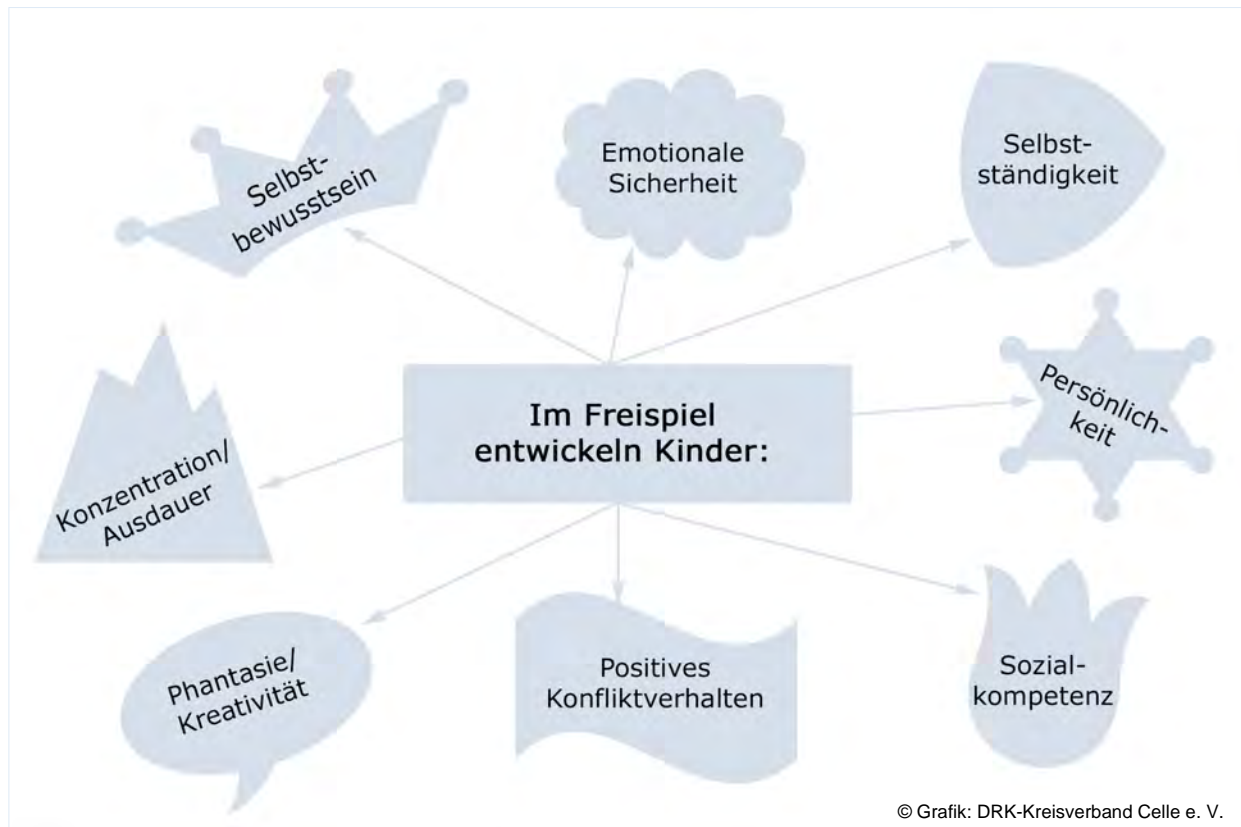 Selbst-
bewusstsein
Emotionale
Sicherheit
Selbst-
ständigkeit
Im Freispiel
entwickeln Kinder:
Persönlich-
keit
Konzentration/
Ausdauer
Phantasie/
Kreativität
Positives
Konfliktverhalten
Sozial-
kompetenz
© Grafik: DRK-Kreisverband Celle e. V.